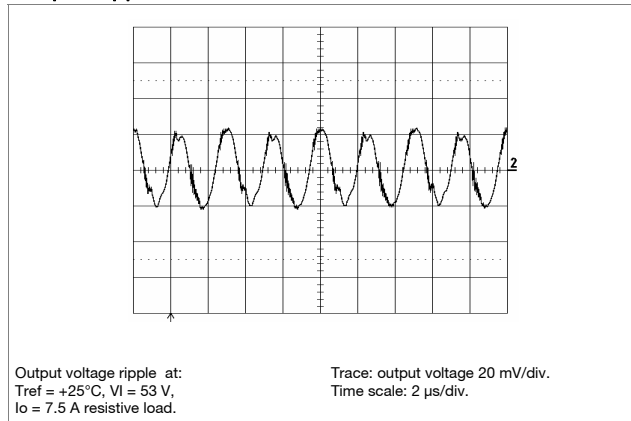 2
Output voltage ripple at:
Tref = +25°C, VI = 53 V,
Io = 7.5 A resistive load.
Trace: output voltage 20 mV/div.
Time scale: 2 µs/div.